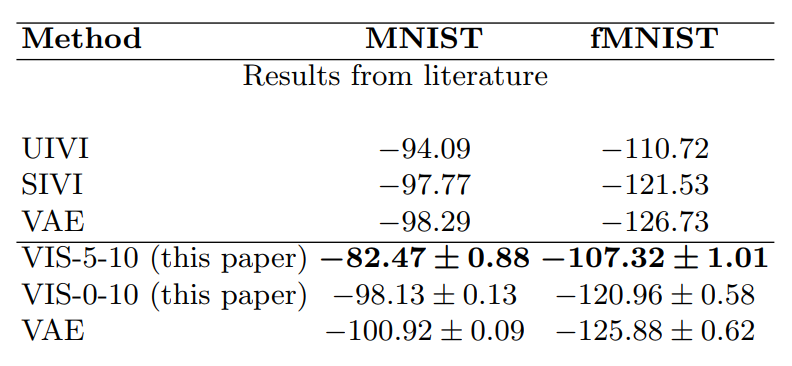 Method MNIST fMNIST
Results from literature
UIVI −94.09 −110.72
SIVI −97.77 −121.53
VAE −98.29 −126.73
VIS-5-10 (this paper) −82.47 ± 0.88 −107.32 ± 1.01
VIS-0-10 (this paper) −98.13 ± 0.13 −120.96 ± 0.58
VAE −100.92 ± 0.09 −125.88 ± 0.62